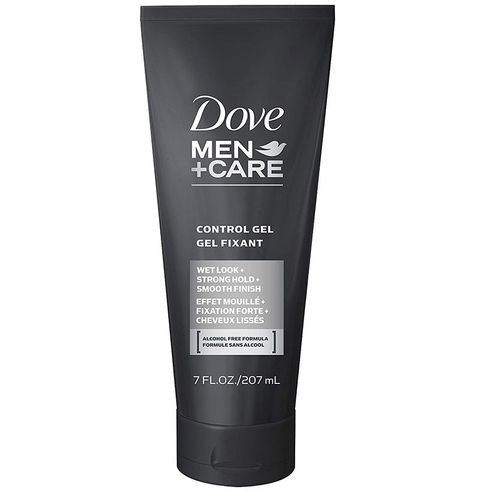 Dove
MEN
+CARE
CONTROL GEL
GEL FIXANT
WET LOOK +
STRONG HOLD +
SMOOTH FINISH
EFFET MOUILLÉ +
FIXATION FORTE +
CHEVEUX LISSÉS
ALCOHOL FREE FORMULA
FORMULE SANS ALCOOL
7 FL.OZ./207 mL